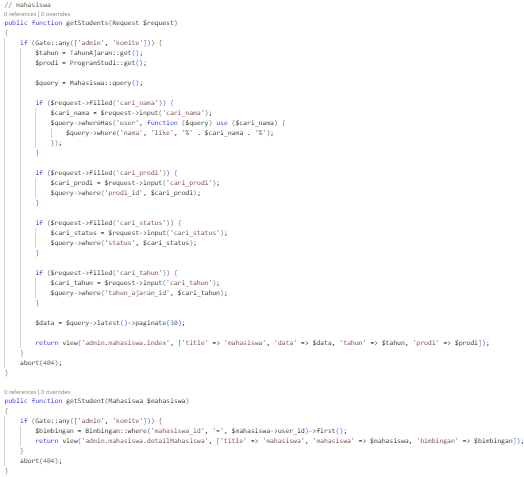 // mahasiswa
0 references | 0 overrides
public function getStudents(Request $request)
{
    if (Gate::any(['admin', 'komite'])) {
        $tahun = TahunAjaran::get();
        $prodi = ProgramStudi::get();

        $query = Mahasiswa::query();

        if ($request->filled('cari_nama')) {
            $cari_nama = $request->input('cari_nama');
            $query->whereHas('user', function ($query) use ($cari_nama) {
                $query->where('nama', 'like', '%' . $cari_nama . '%');
            });
        }

        if ($request->filled('cari_prodi')) {
            $cari_prodi = $request->input('cari_prodi');
            $query->where('prodi_id', $cari_prodi);
        }

        if ($request->filled('cari_status')) {
            $cari_status = $request->input('cari_status');
            $query->where('status', $cari_status);
        }

        if ($request->filled('cari_tahun')) {
            $cari_tahun = $request->input('cari_tahun');
            $query->where('tahun_ajaran_id', $cari_tahun);
        }

        $data = $query->latest()->paginate(30);

        return view('admin.mahasiswa.index', ['title' => 'mahasiswa', 'data' => $data, 'tahun' => $tahun, 'prodi' => $prodi]);
    }
    abort(404);
}

0 references | 0 overrides
public function getStudent(Mahasiswa $mahasiswa)
{
    if (Gate::any(['admin', 'komite'])) {
        $bimbingan = Bimbingan::where('mahasiswa_id', '=', $mahasiswa->user_id)->first();
        return view('admin.mahasiswa.detailMahasiswa', ['title' => 'mahasiswa', 'mahasiswa' => $mahasiswa, 'bimbingan' => $bimbingan]);
    }
    abort(404);
}